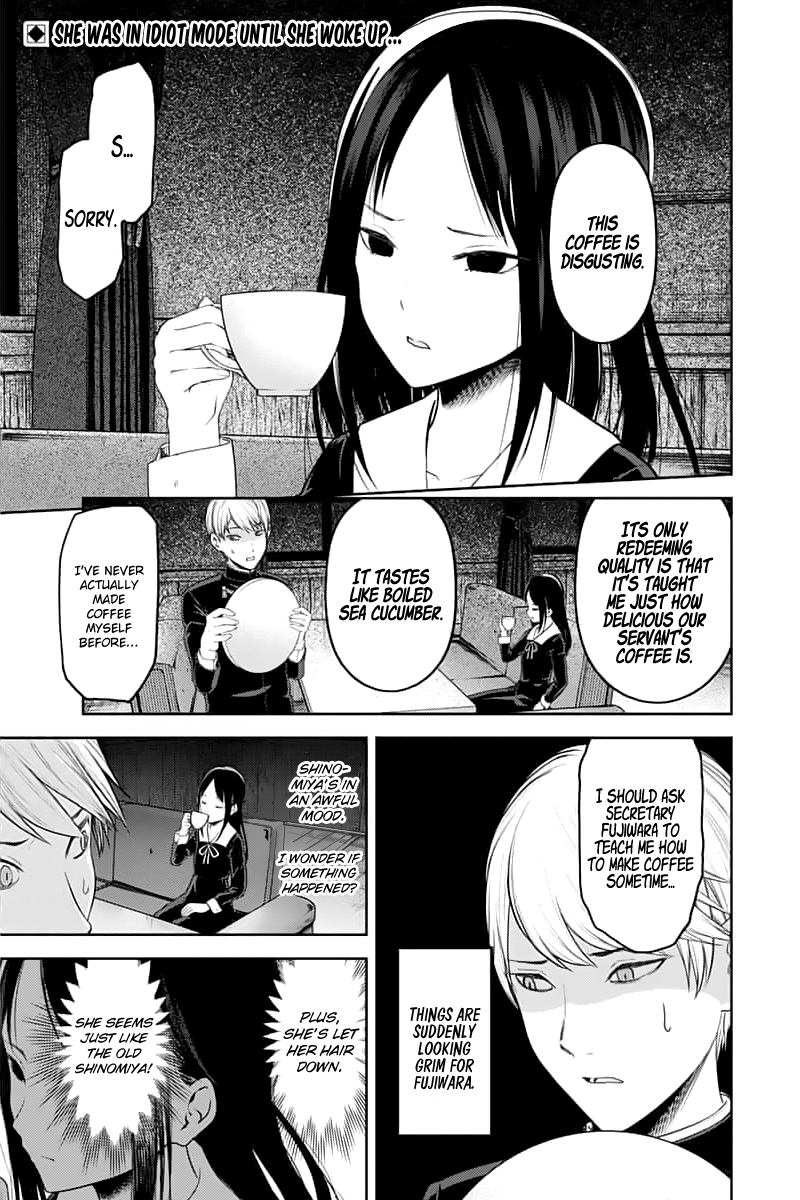 SHE WAS IN IDIOT MODE UNTIL SHE WOKE UP...
THIS
COFFEE IS
DISGUSTING.
S...
SORRY.
ITS ONLY
REDEEMING
QUALITY IS THAT
IT'S TAUGHT
ME JUST HOW
DELICIOUS OUR
SERVANT'S
COFFEE IS.
IT TASTES
LIKE BOILED
SEA CUCUMBER.
I'VE NEVER
ACTUALLY
MADE
COFFEE
MYSELF
BEFORE...
I SHOULD ASK
SECRETARY
FUJIWARA TO
TEACH ME HOW
TO MAKE COFFEE
SOMETIME...
THINGS ARE
SUDDENLY
LOOKING
GRIM FOR
FUJIWARA.
SHINO-
MIYA'S IN
AN AWFUL
MOOD.
I WONDER IF
SOMETHING
HAPPENED?
PLUS,
SHE'S LET
HER HAIR
DOWN.
SHE SEEMS
JUST LIKE
THE OLD
SHINOMIYA!